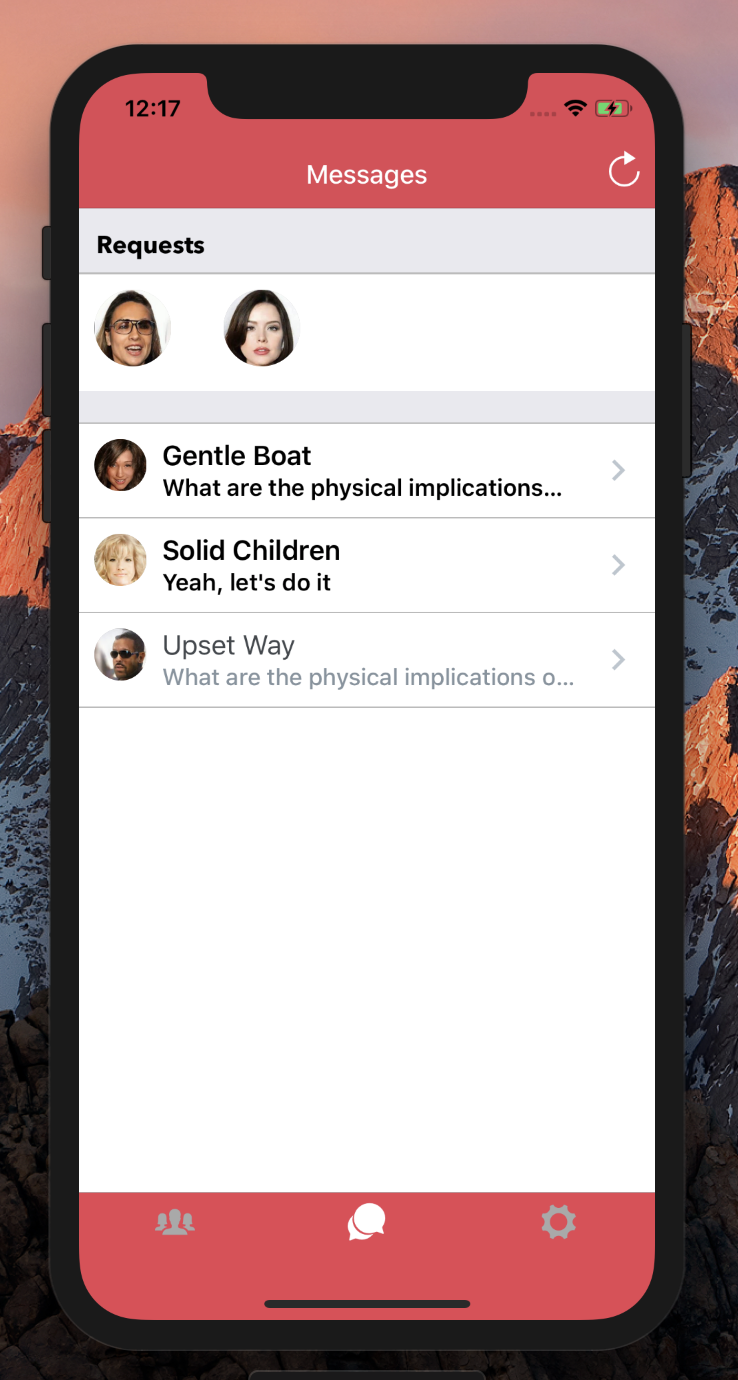 12:17
Messages
Requests
Gentle Boat
What are the physical implications...
Solid Children
Yeah, let's do it
Upset Way
What are the physical implications o...